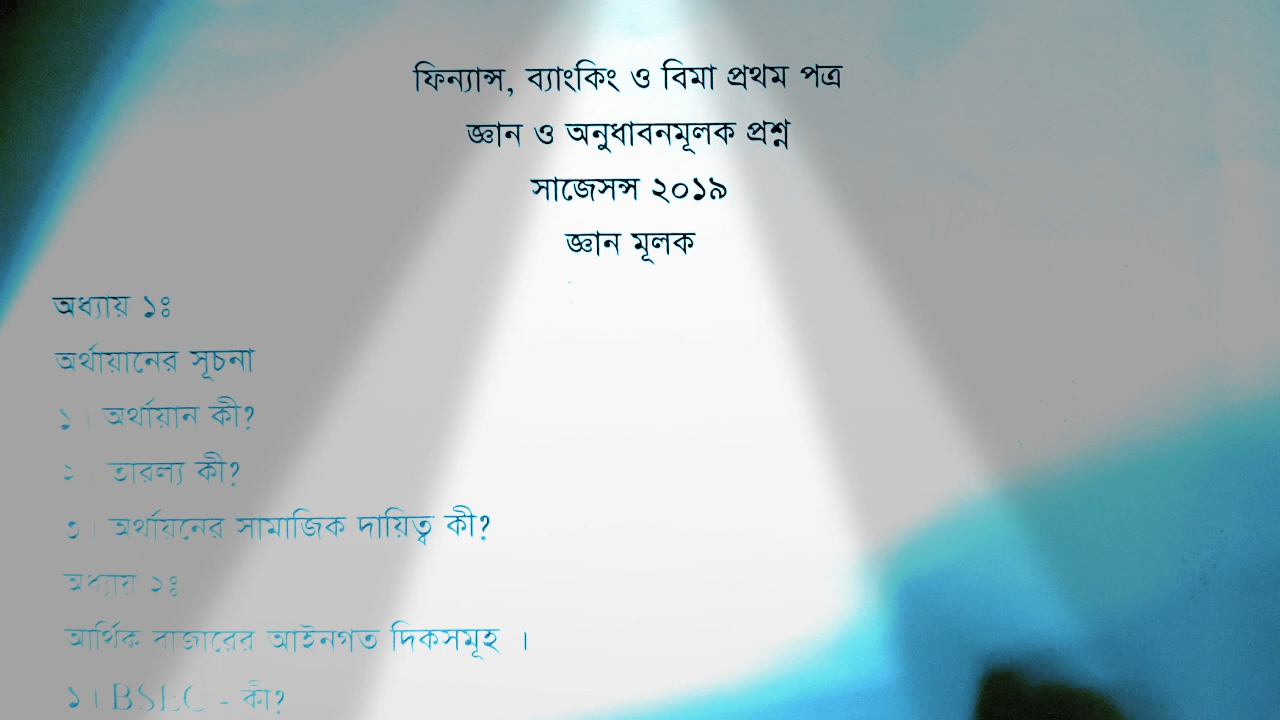 ফিন্যান্স, ব্যাংকিং ও বিমা প্রথম পত্র
জ্ঞান ও অনুধাবনমূলক প্রশ্ন
সাজেসন্স ২০১৯
জ্ঞান মূলক
অধ্যায় ১ঃ
অর্থায়ানের সূচনা
১। অর্থায়ান কী?
২। তারল্য কী?
৩। অর্থায়নের সামাজিক দায়িত্ব কী?
অধ্যায় ২ঃ
আর্থিক বাজারের আইনগত দিকসমূহ ।
১। BSEC - কী?